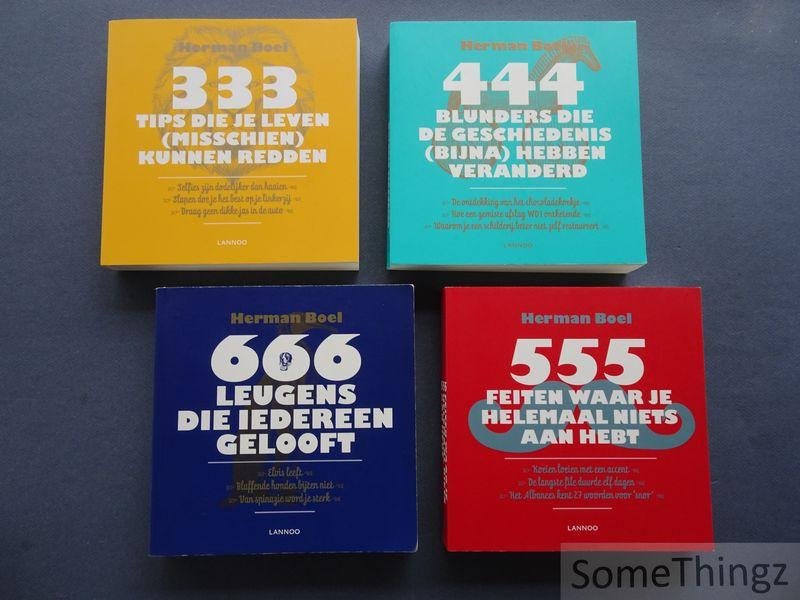 Herman Boel
333
TIPS DIE JE LEVEN
(MISSCHIEN)
KUNNEN REDDEN
Selfies zijn dodelijker dan haaien
Slapen doe je het best op je linkerzij
Draag geen dikke jas in de auto
LANNOO
Herman Boel
444
BLUNDERS DIE
DE GESCHIEDENIS
(BIJNA) HEBBEN
VERANDERD
De ontdekking van het chocoladekoekje
Hoe een gemiste afslag WO I ontketende
Waarom je een schilderij beter niet zelf restaureert
LANNOO
Herman Boel
666
LEUGENS
DIE IEDEREEN
GELOOFT
Elvis leeft
Blaffende honden bijten niet
Van spinazie word je sterk
LANNOO
Herman Boel
555
FEITEN WAAR JE
HELEMAAL NIETS
AAN HEBT
Koeien loeien met een accent
De langste file duurde elf dagen
Het Albanees kent 27 woorden voor 'snor'
LANNOO
SomeThingz